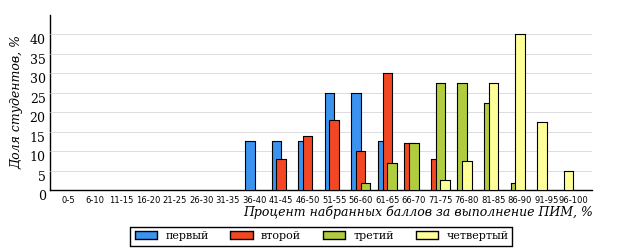 Доля студентов, %
40
35
30
25
20
15
10
5
0
0-5 6-10 11-15 16-20 21-25 26-30 31-35 36-40 41-45 46-50 51-55 56-60 61-65 66-70 71-75 76-80 81-85 86-90 91-95 96-100
Процент набранных баллов за выполнение ПИМ, %
первый второй третий четвертый